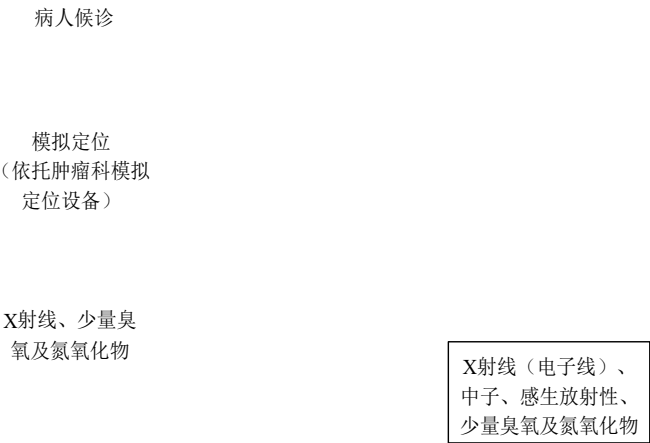 病人候诊
模拟定位
（依托肿瘤科模拟
定位设备）
X射线、少量臭
氧及氮氧化物
X射线（电子线）、
中子、感生放射性、
少量臭氧及氮氧化物